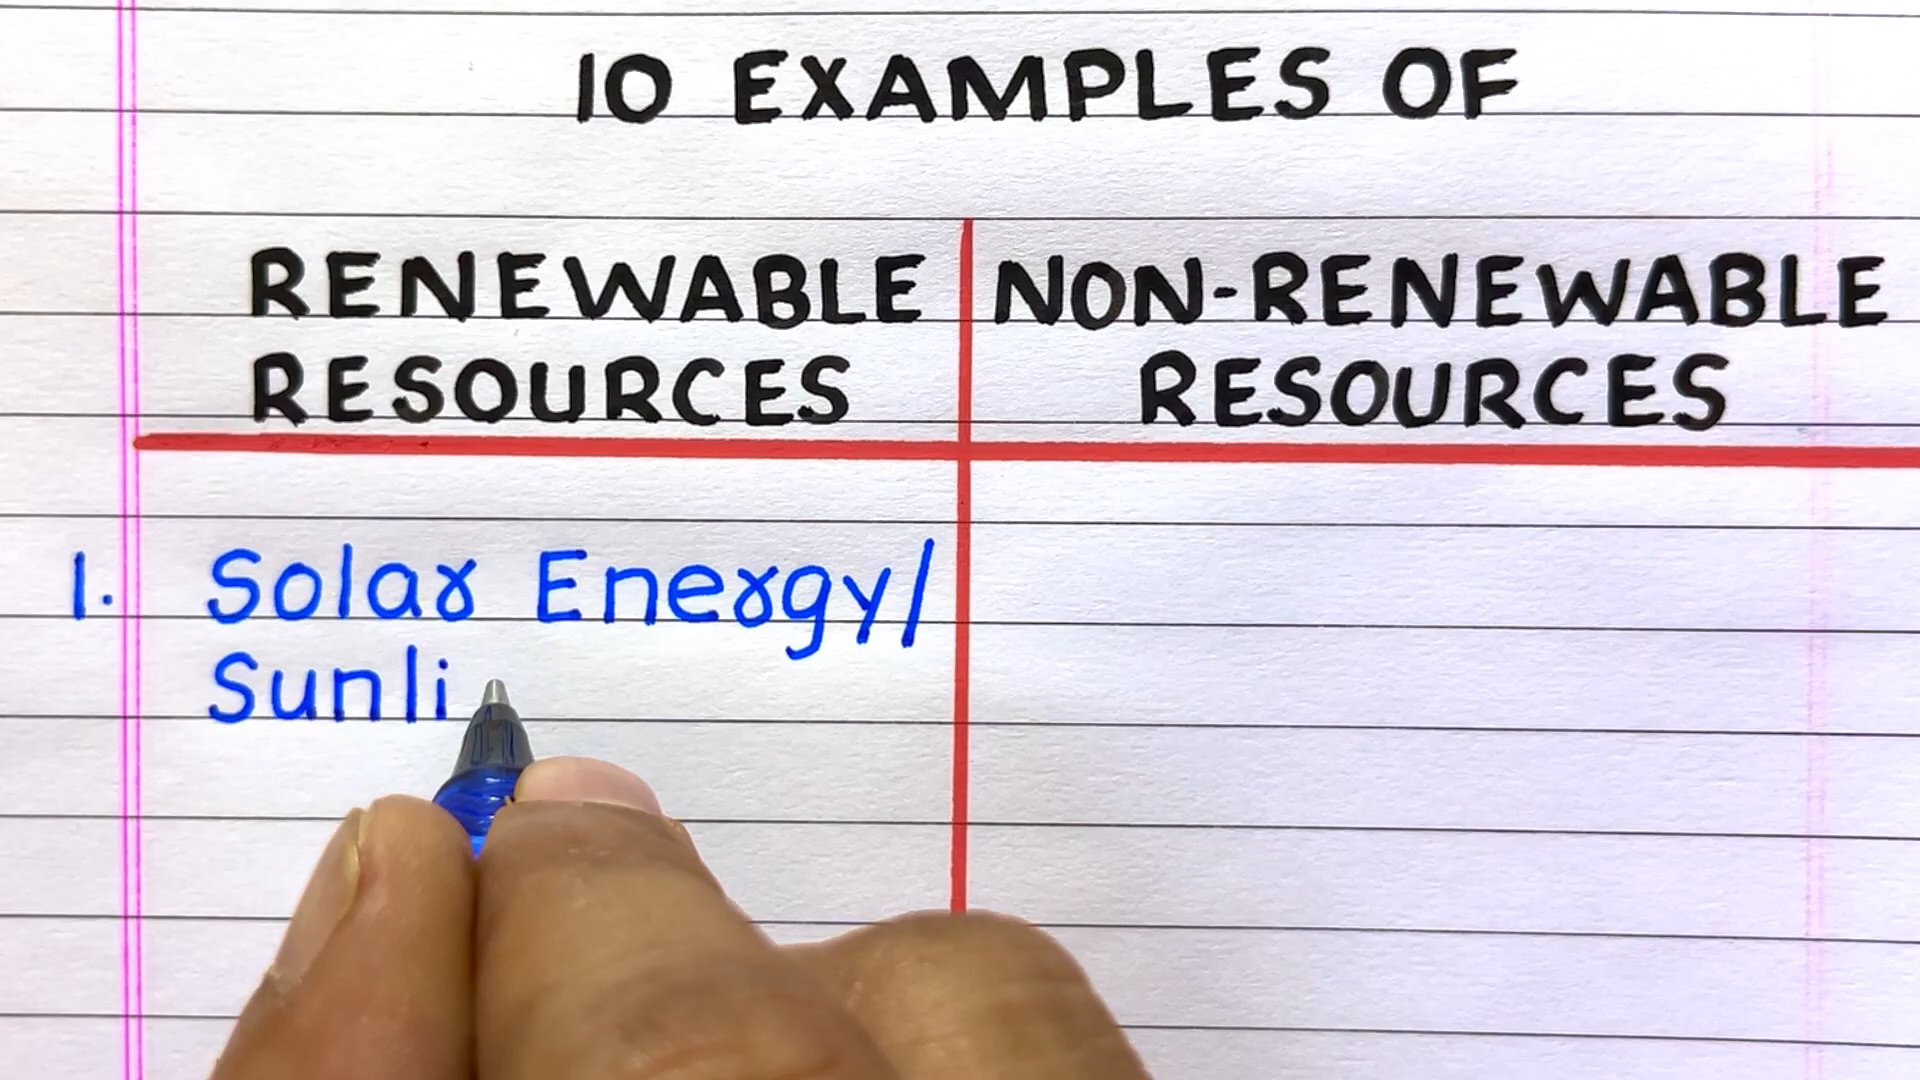 10 EXAMPLES OF
RENEWABLE RESOURCES
NON-RENEWABLE RESOURCES
1. Solar Energy/
Sunli